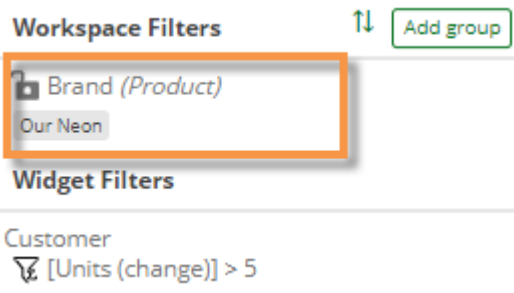 Workspace Filters
Add group
Brand (Product)
Our Neon
Widget Filters
Customer
[Units (change)] > 5